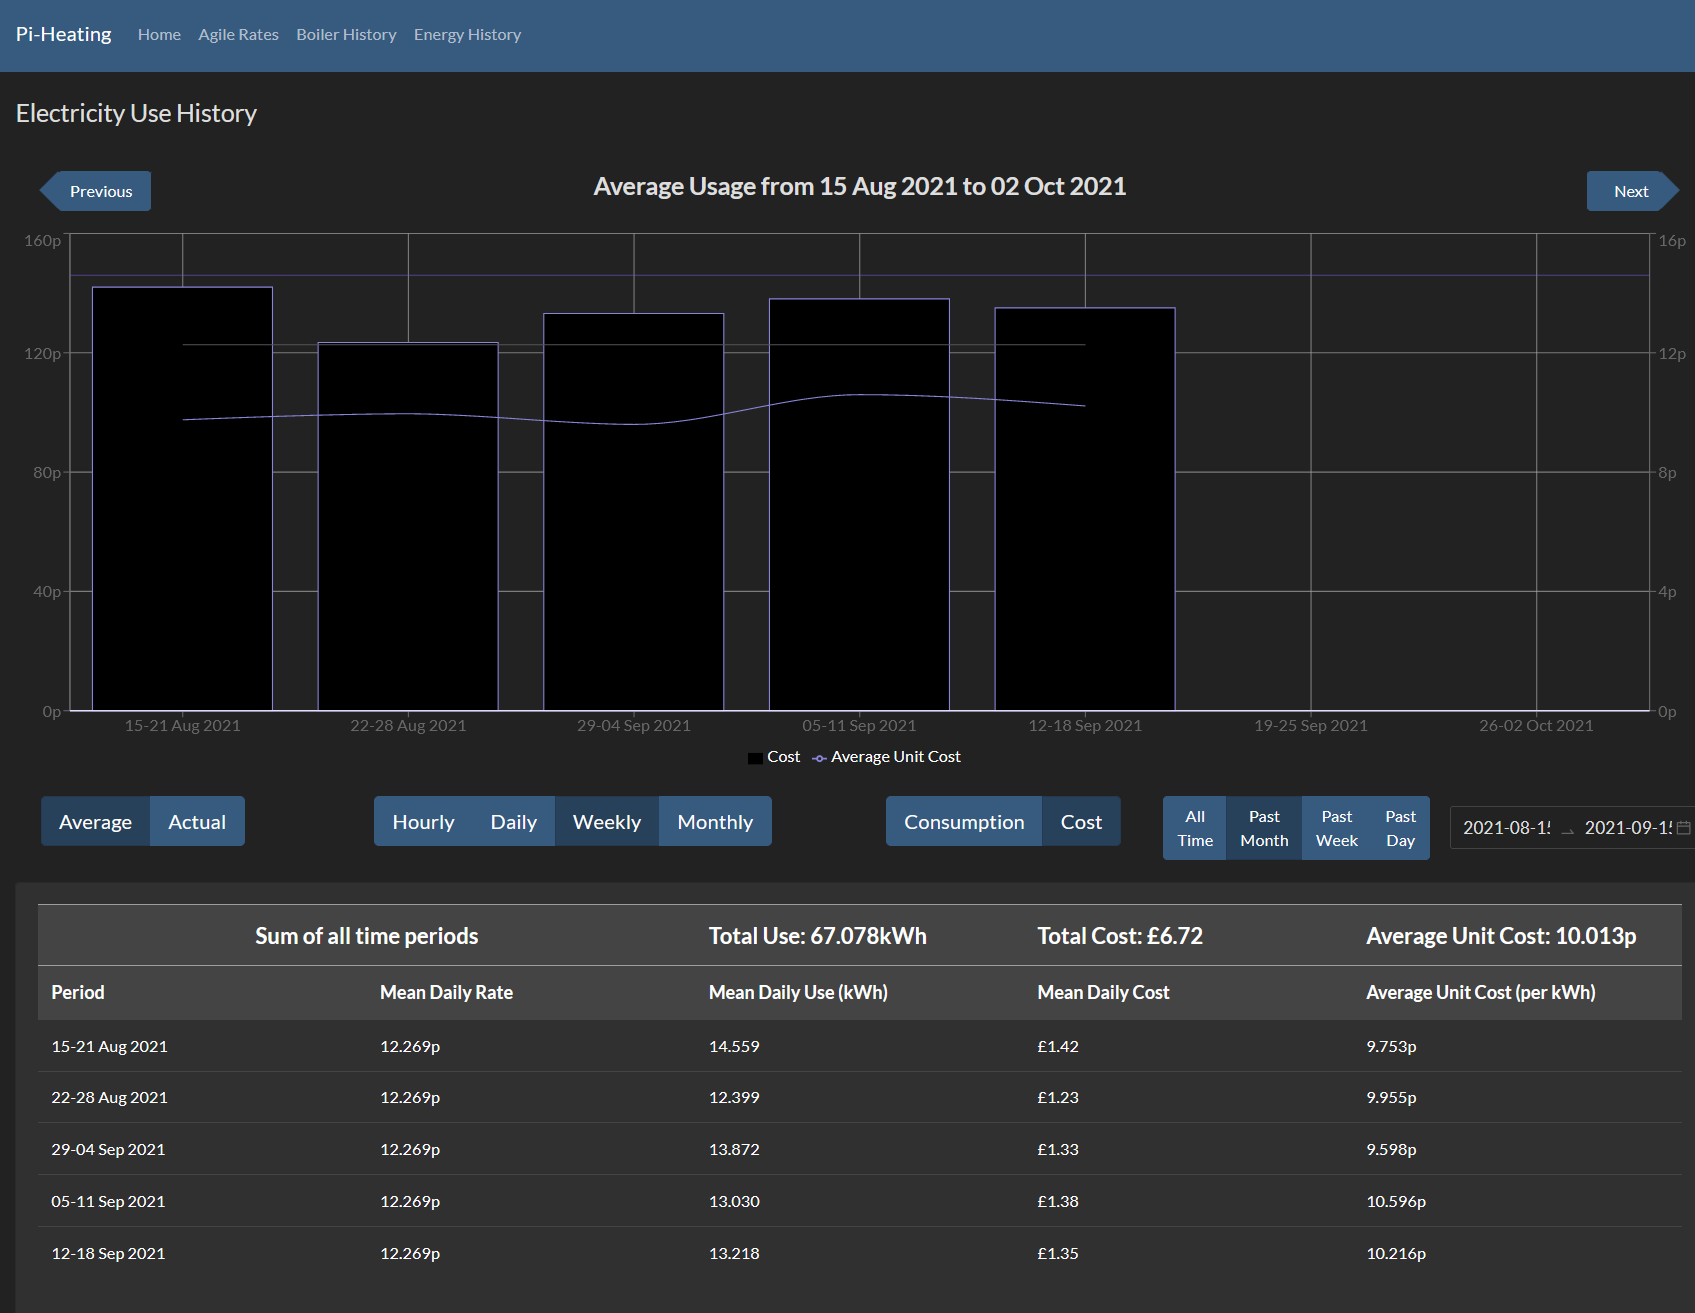 Pi-Heating Home Agile Rates Boiler History Energy History
Electricity Use History
Previous Average Usage from 15 Aug 2021 to 02 Oct 2021 Next
160p 16p
120p 12p
80p 8p
40p 4p
0p 0p
15-21 Aug 2021 22-28 Aug 2021 29-04 Sep 2021 05-11 Sep 2021 12-18 Sep 2021 19-25 Sep 2021 26-02 Oct 2021
Cost Average Unit Cost
Average Actual Hourly Daily Weekly Monthly Consumption Cost All Time Past Month Past Week Past Day 2021-08-15 → 2021-09-15
Sum of all time periods Total Use: 67.078kWh Total Cost: £6.72 Average Unit Cost: 10.013p
Period Mean Daily Rate Mean Daily Use (kWh) Mean Daily Cost Average Unit Cost (per kWh)
15-21 Aug 2021 12.269p 14.559 £1.42 9.753p
22-28 Aug 2021 12.269p 12.399 £1.23 9.955p
29-04 Sep 2021 12.269p 13.872 £1.33 9.598p
05-11 Sep 2021 12.269p 13.030 £1.38 10.596p
12-18 Sep 2021 12.269p 13.218 £1.35 10.216p